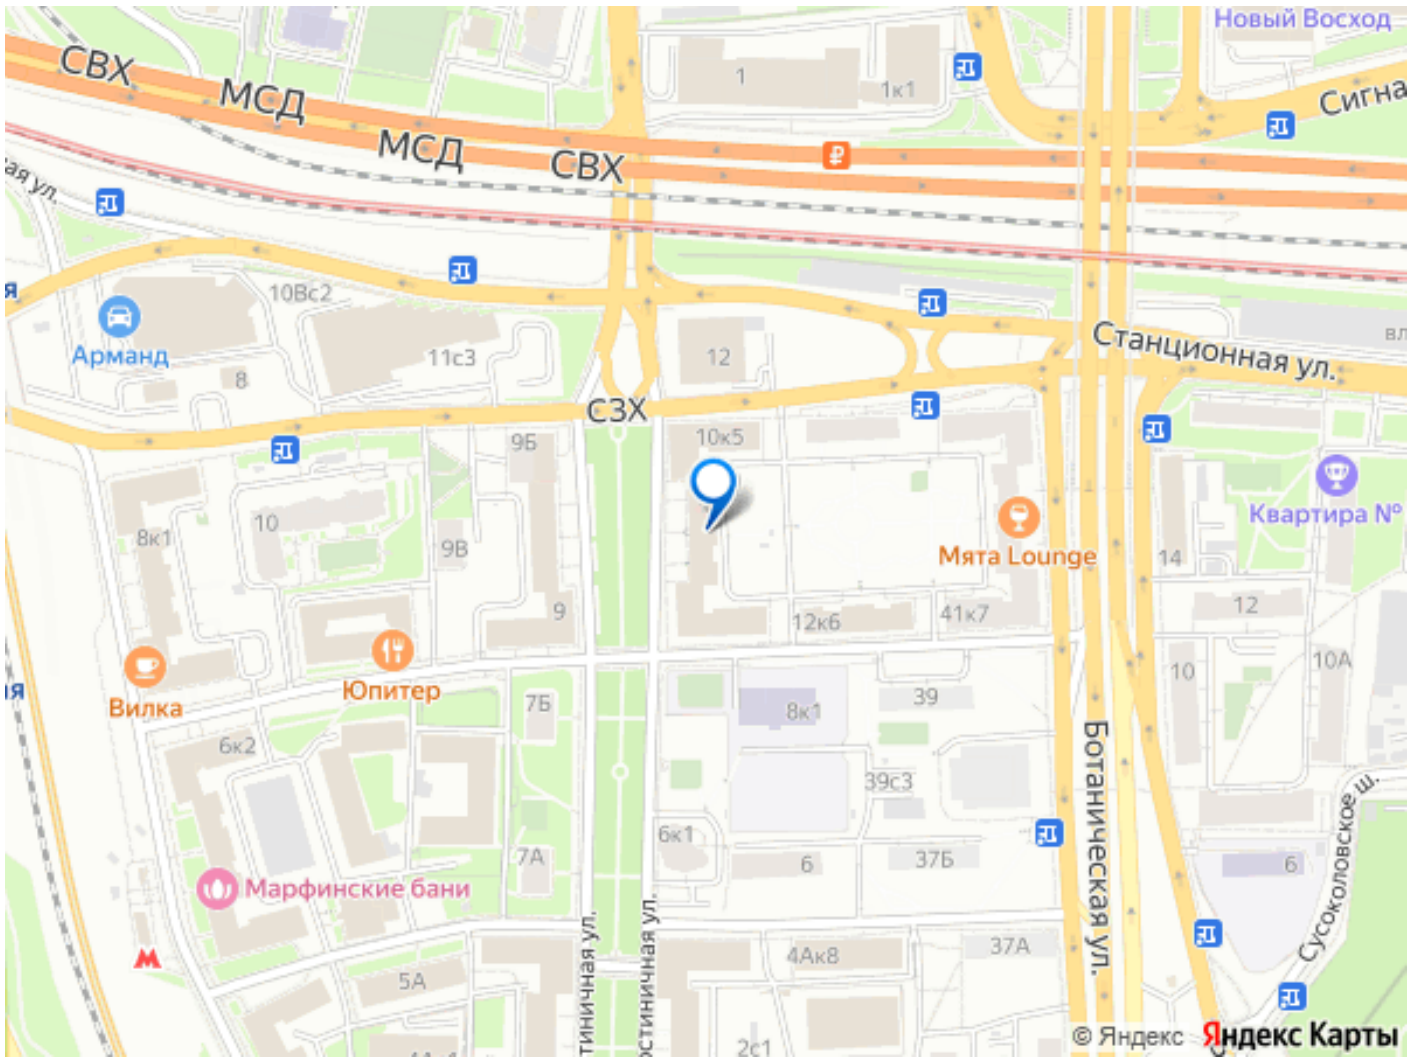 Новый Восход
СВХ
МСД
1
1к1
Сигна
МСД
СВХ
₽
ая ул.
я
10Вс2
Арманд
8
11с3
12
Станционная ул.
вл
СЗХ
9Б
10к5
8к1
10
9В
Мята Lounge
Квартира №
14
9
12к6
41к7
12
10
10А
Вилка
Юпитер
ая
7Б
8к1
39
6к2
39с3
Ботаническая ул.
Сусоколовское ш.
7А
6к1
6
37Б
6
Марфинские бани
тиничная ул.
остиничная ул.
4Ак8
37А
5А
2с1
© Яндекс
Яндекс Карты